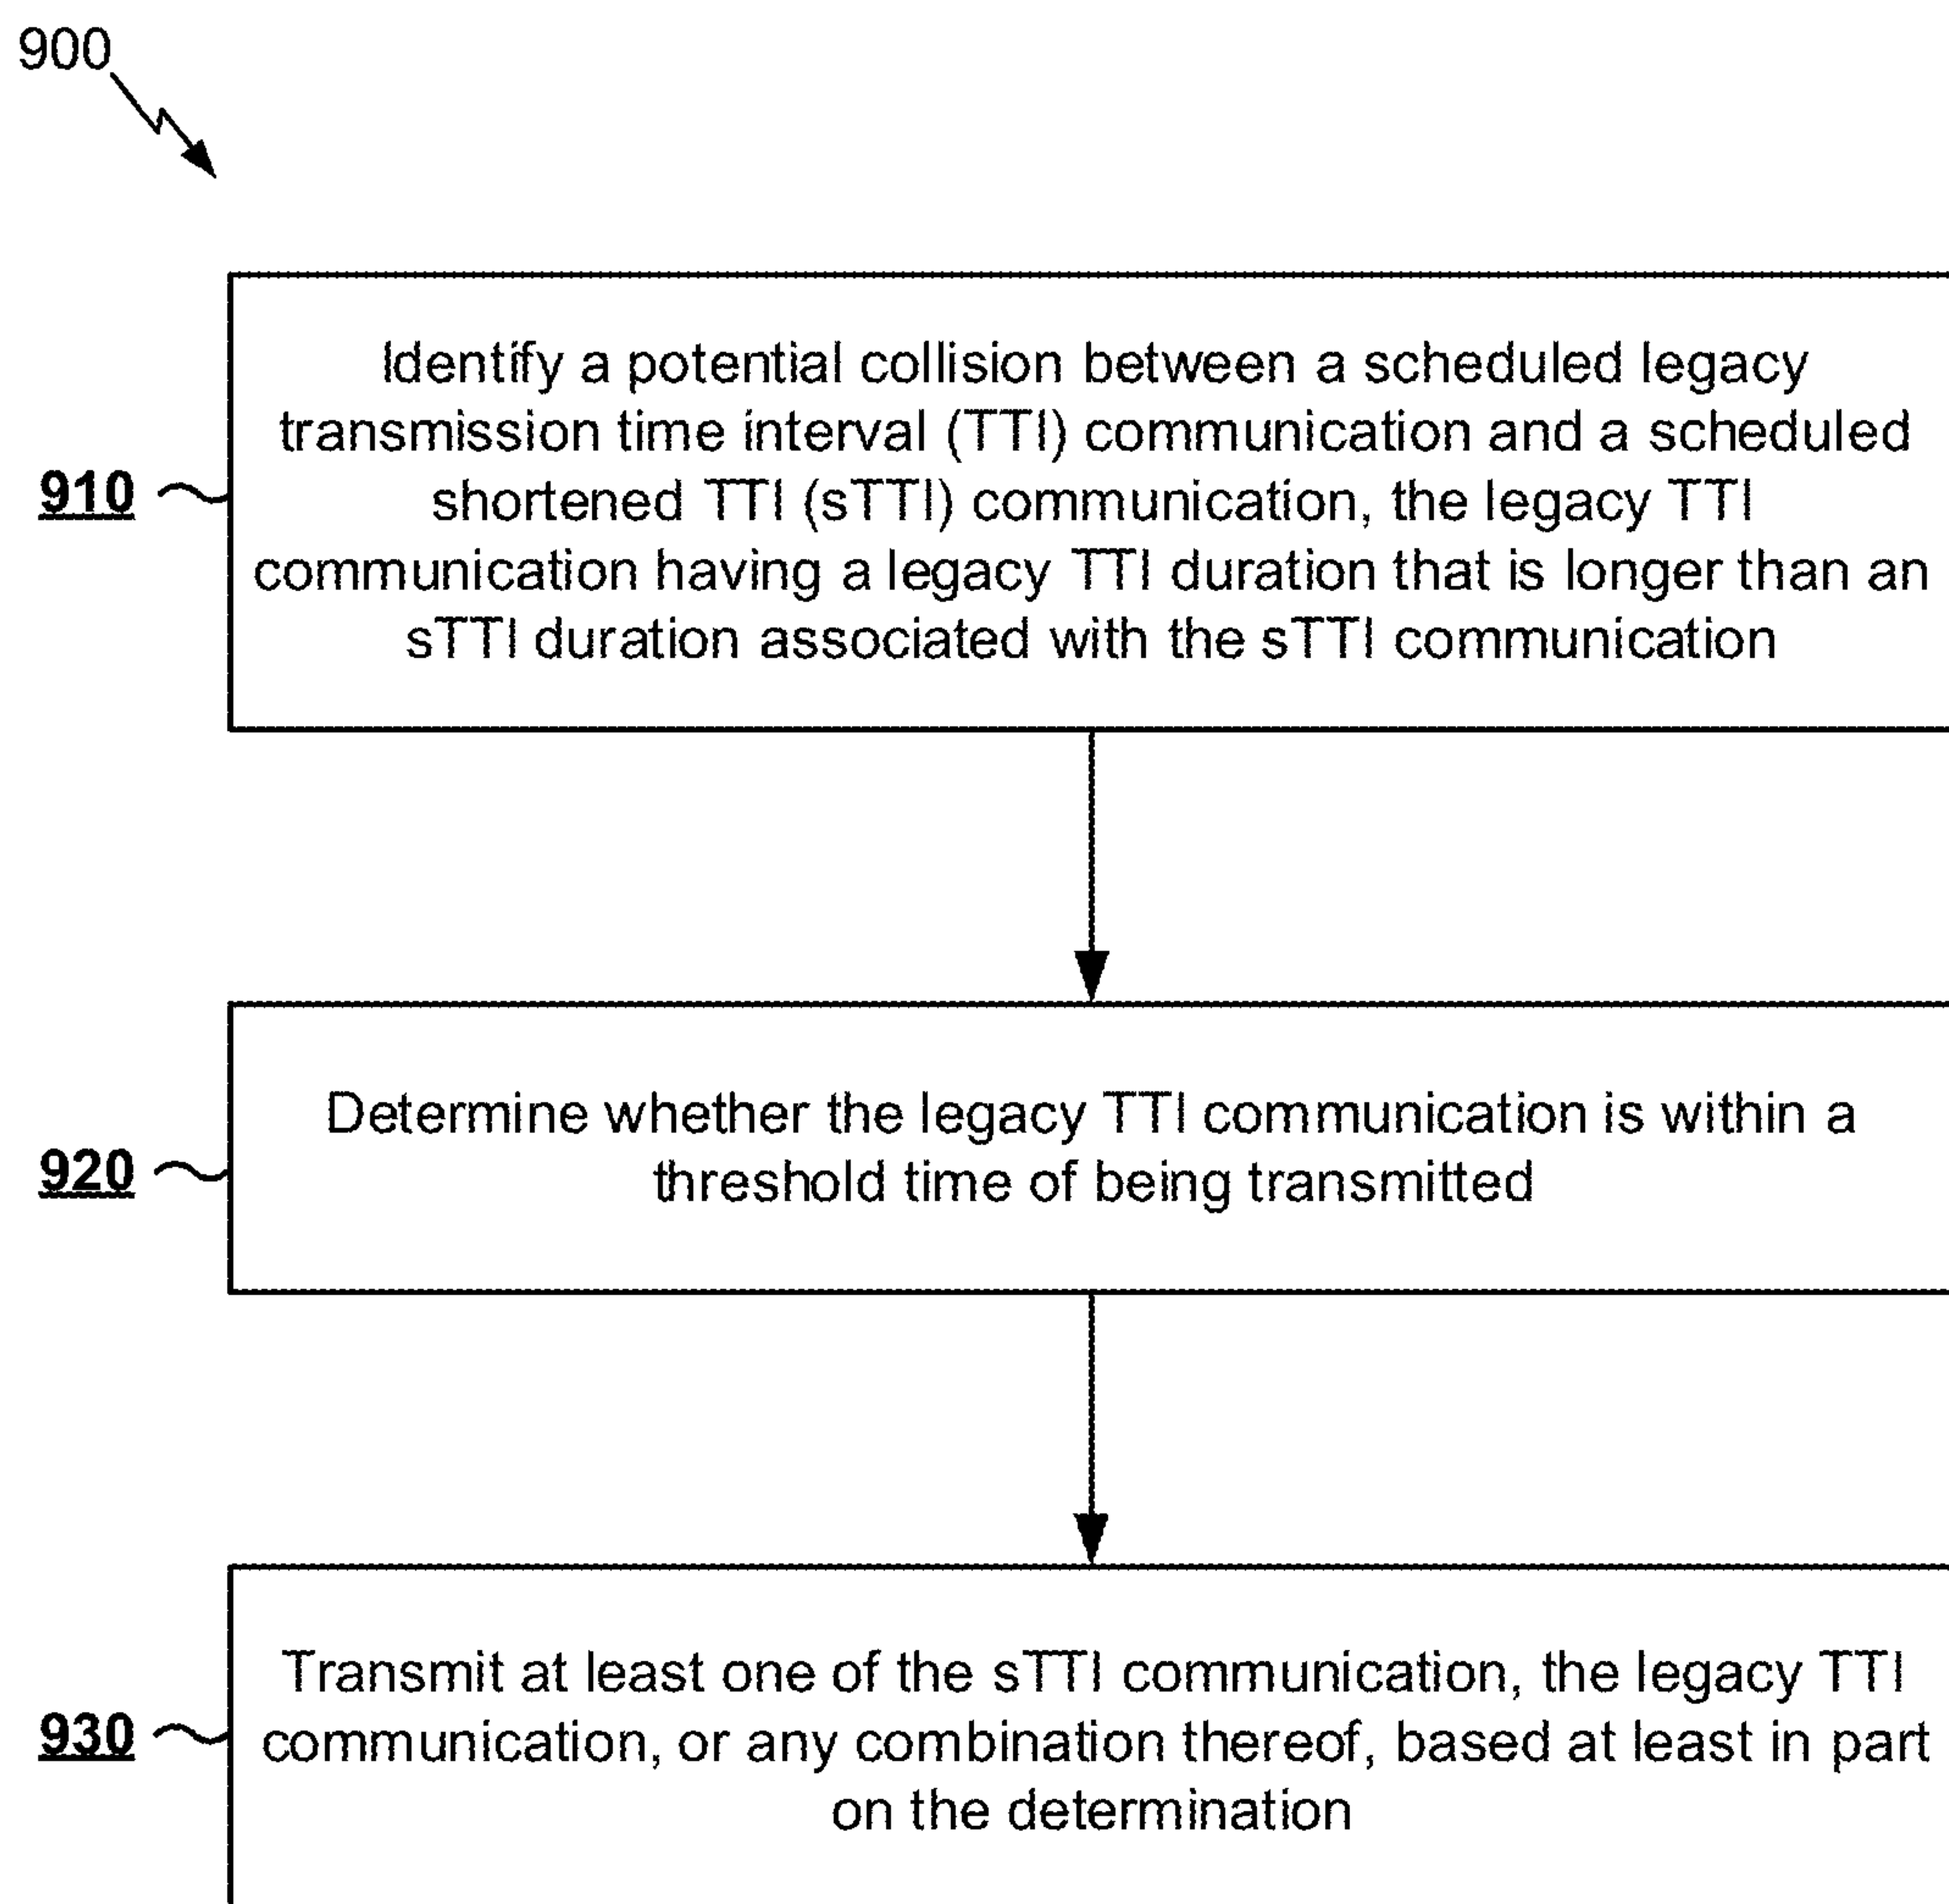 900
Identify a potential collision between a scheduled legacy
transmission time interval (TTI) communication and a scheduled
910
shortened TTI (sTTI) communication, the legacy TTI
communication having a legacy TTI duration that is longer than an
sTTI duration associated with the sTTI communication
Determine whether the legacy TTI communication is within a
920
threshold time of being transmitted
Transmit at least one of the sTTI communication, the legacy TTI
930
communication, or any combination thereof, based at least in part
on the determination